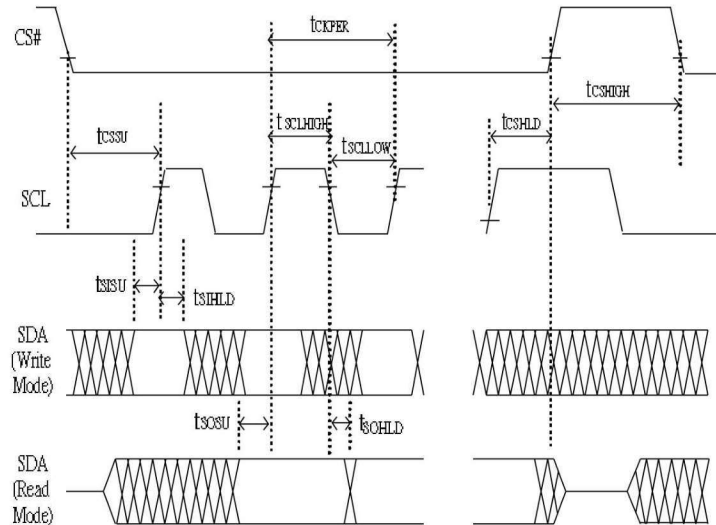 CS#
tCKPER
tSCLHIGH
tCSHLD
tCSHIGH
tCSSU
tSCLLOW
SCL
tSISU
tSIHLD
SDA
(Write
Mode)
tSOSU
tSOHLD
SDA
(Read
Mode)